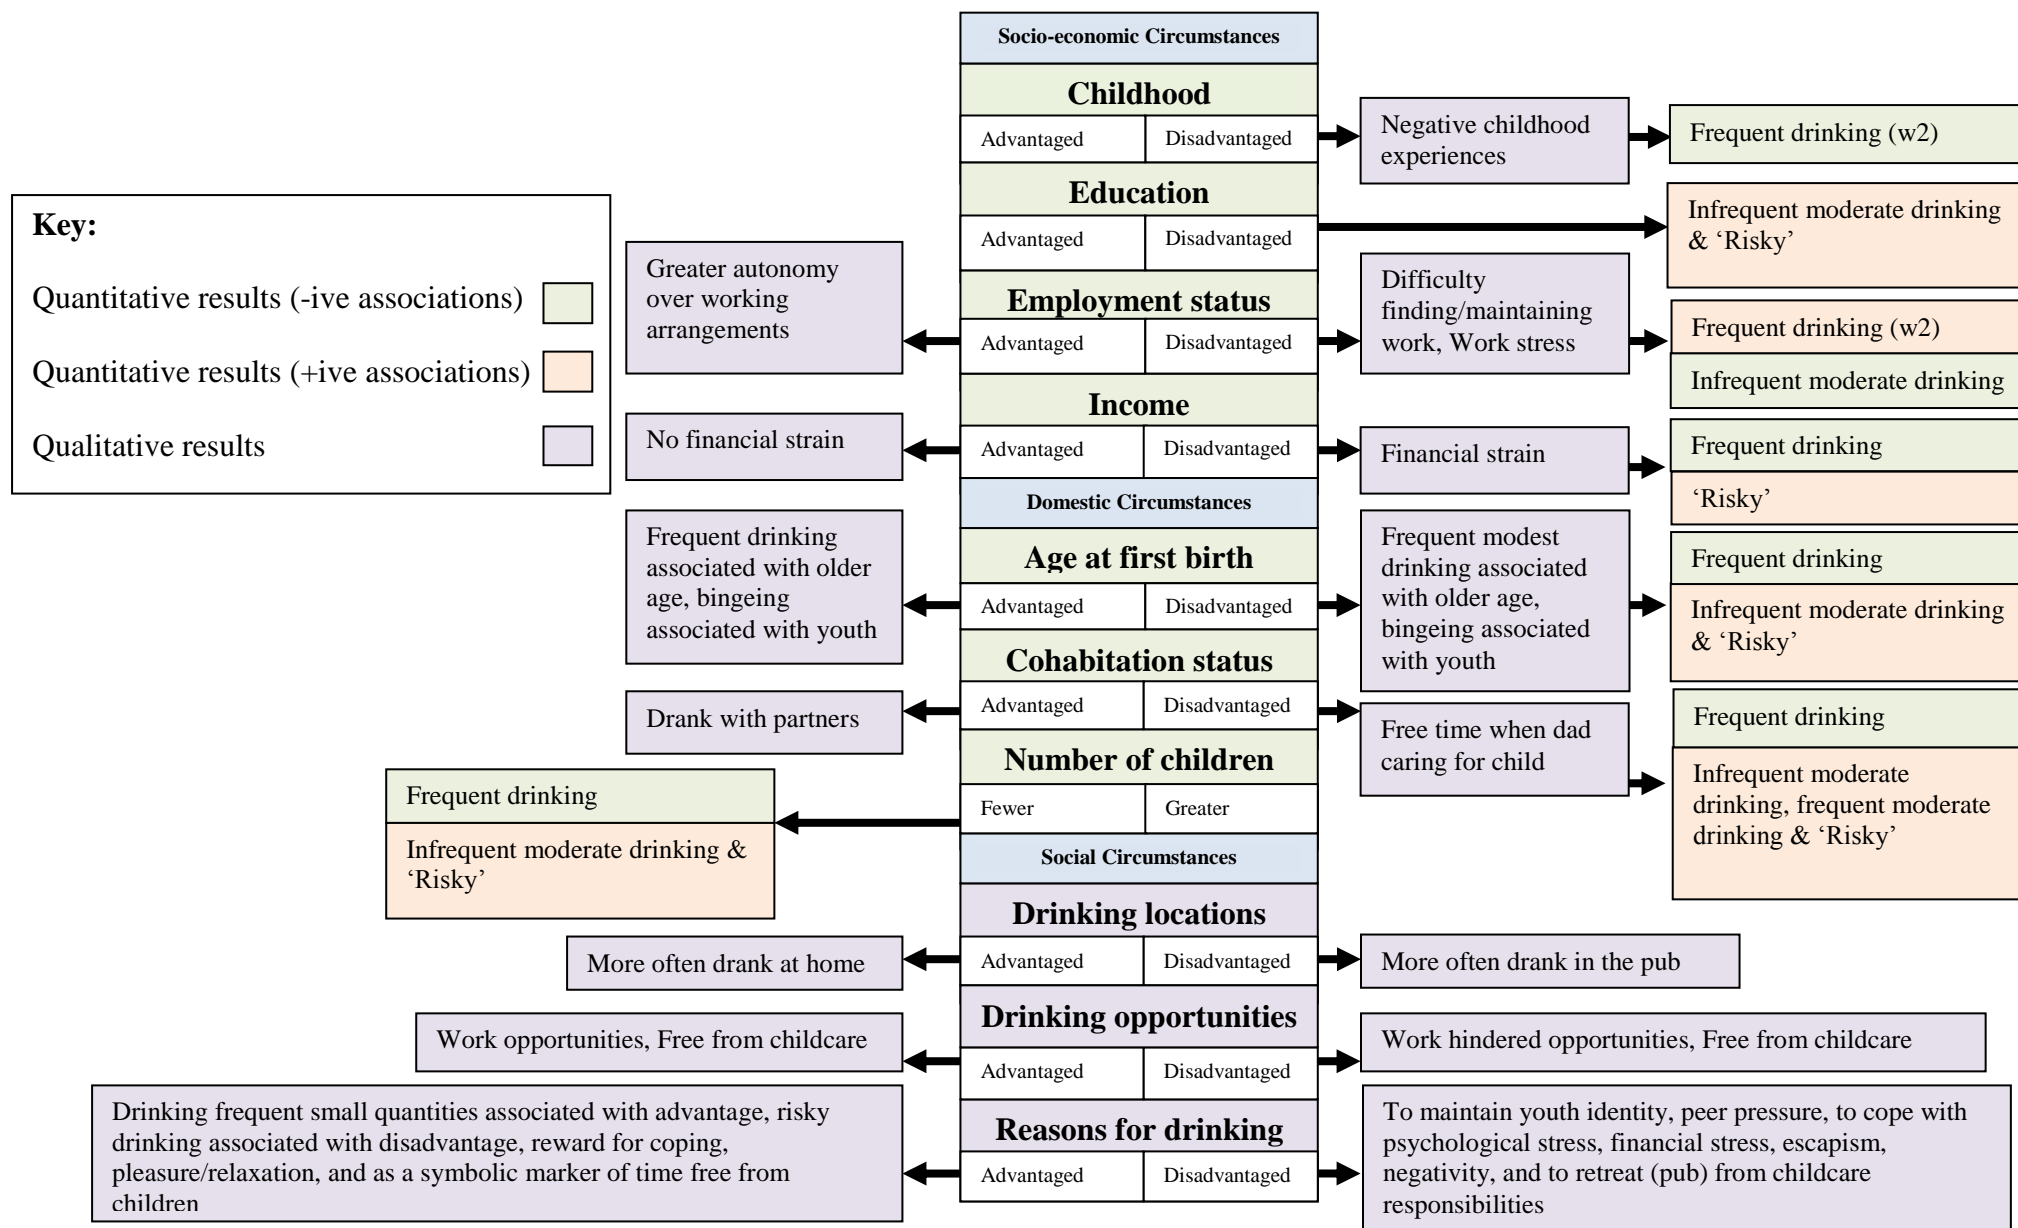 Socio-economic Circumstances
Childhood
Advantaged
Disadvantaged
Negative childhood
experiences
Frequent drinking (w2)
Education
Advantaged
Disadvantaged
Infrequent moderate drinking
& ‘Risky’
Key:
Quantitative results (-ive associations)
Quantitative results (+ive associations)
Qualitative results
Greater autonomy
over working
arrangements
Employment status
Advantaged
Disadvantaged
Difficulty
finding/maintaining
work, Work stress
Frequent drinking (w2)
Infrequent moderate drinking
No financial strain
Income
Advantaged
Disadvantaged
Financial strain
Frequent drinking
‘Risky’
Domestic Circumstances
Frequent drinking
associated with older
age, bingeing
associated with youth
Age at first birth
Advantaged
Disadvantaged
Frequent modest
drinking associated
with older age,
bingeing associated
with youth
Frequent drinking
Infrequent moderate drinking
& ‘Risky’
Drank with partners
Cohabitation status
Advantaged
Disadvantaged
Free time when dad
caring for child
Frequent drinking
Infrequent moderate
drinking, frequent moderate
drinking & ‘Risky’
Frequent drinking
Infrequent moderate drinking &
‘Risky’
Number of children
Fewer
Greater
Social Circumstances
Drinking locations
More often drank at home
Advantaged
Disadvantaged
More often drank in the pub
Drinking opportunities
Work opportunities, Free from childcare
Advantaged
Disadvantaged
Work hindered opportunities, Free from childcare
Reasons for drinking
Drinking frequent small quantities associated with advantage, risky
drinking associated with disadvantage, reward for coping,
pleasure/relaxation, and as a symbolic marker of time free from
children
Advantaged
Disadvantaged
To maintain youth identity, peer pressure, to cope with
psychological stress, financial stress, escapism,
negativity, and to retreat (pub) from childcare
responsibilities